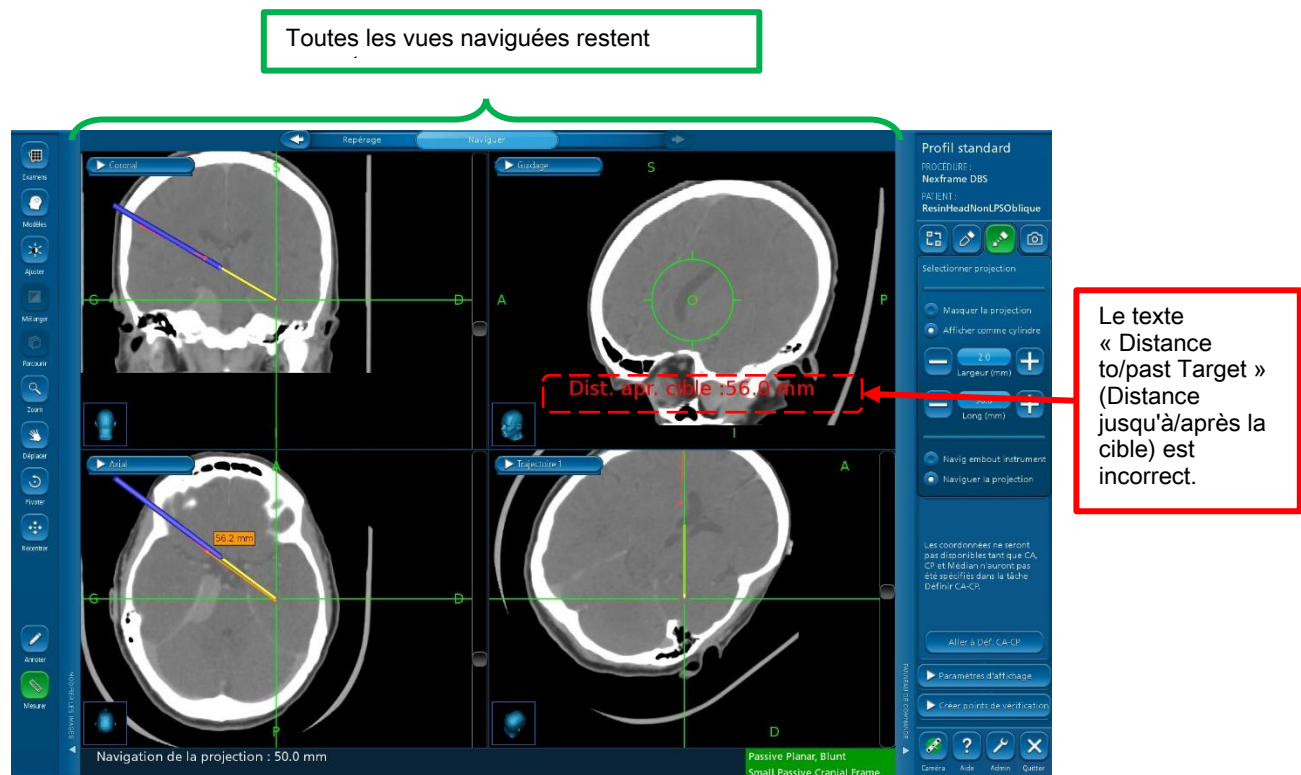 Toutes les vues naviguées restent
Repérage
Naviguer
Examens
Modèles
Ajuster
Mélanger
Parcourir
Zoom
Déplacer
Pivoter
Recentrer
Annoter
Mesurer
MODIFIER LES IMAGES
Coronal
S
G
D
Guidage
S
A
P
Dist. apr. cible :56.0 mm
I
Axial
A
56.2 mm
G
D
P
Trajectoire 1
A
D
Navigation de la projection : 50.0 mm
Passive Planar, Blunt
Small Passive Cranial Frame
PANNEAU DE COMMANDE
Profil standard
PROCÉDURE :
Nexframe DBS
PATIENT :
ResinHeadNonLPSOblique
Sélectionner projection
Masquer la projection
Afficher comme cylindre
2.0
Largeur (mm)
Long (mm)
Navig embout instrument
Naviguer la projection
Les coordonnées ne seront
pas disponibles tant que CA,
CP et Médian n'auront pas
été spécifiés dans la tâche
Définir CA-CP.
Aller à Déf. CA-CP
Paramètres d'affichage
Créer points de vérification
Caméra
Aide
Admin
Quitter
Le texte
« Distance
to/past Target »
(Distance
jusqu'à/après la
cible) est
incorrect.